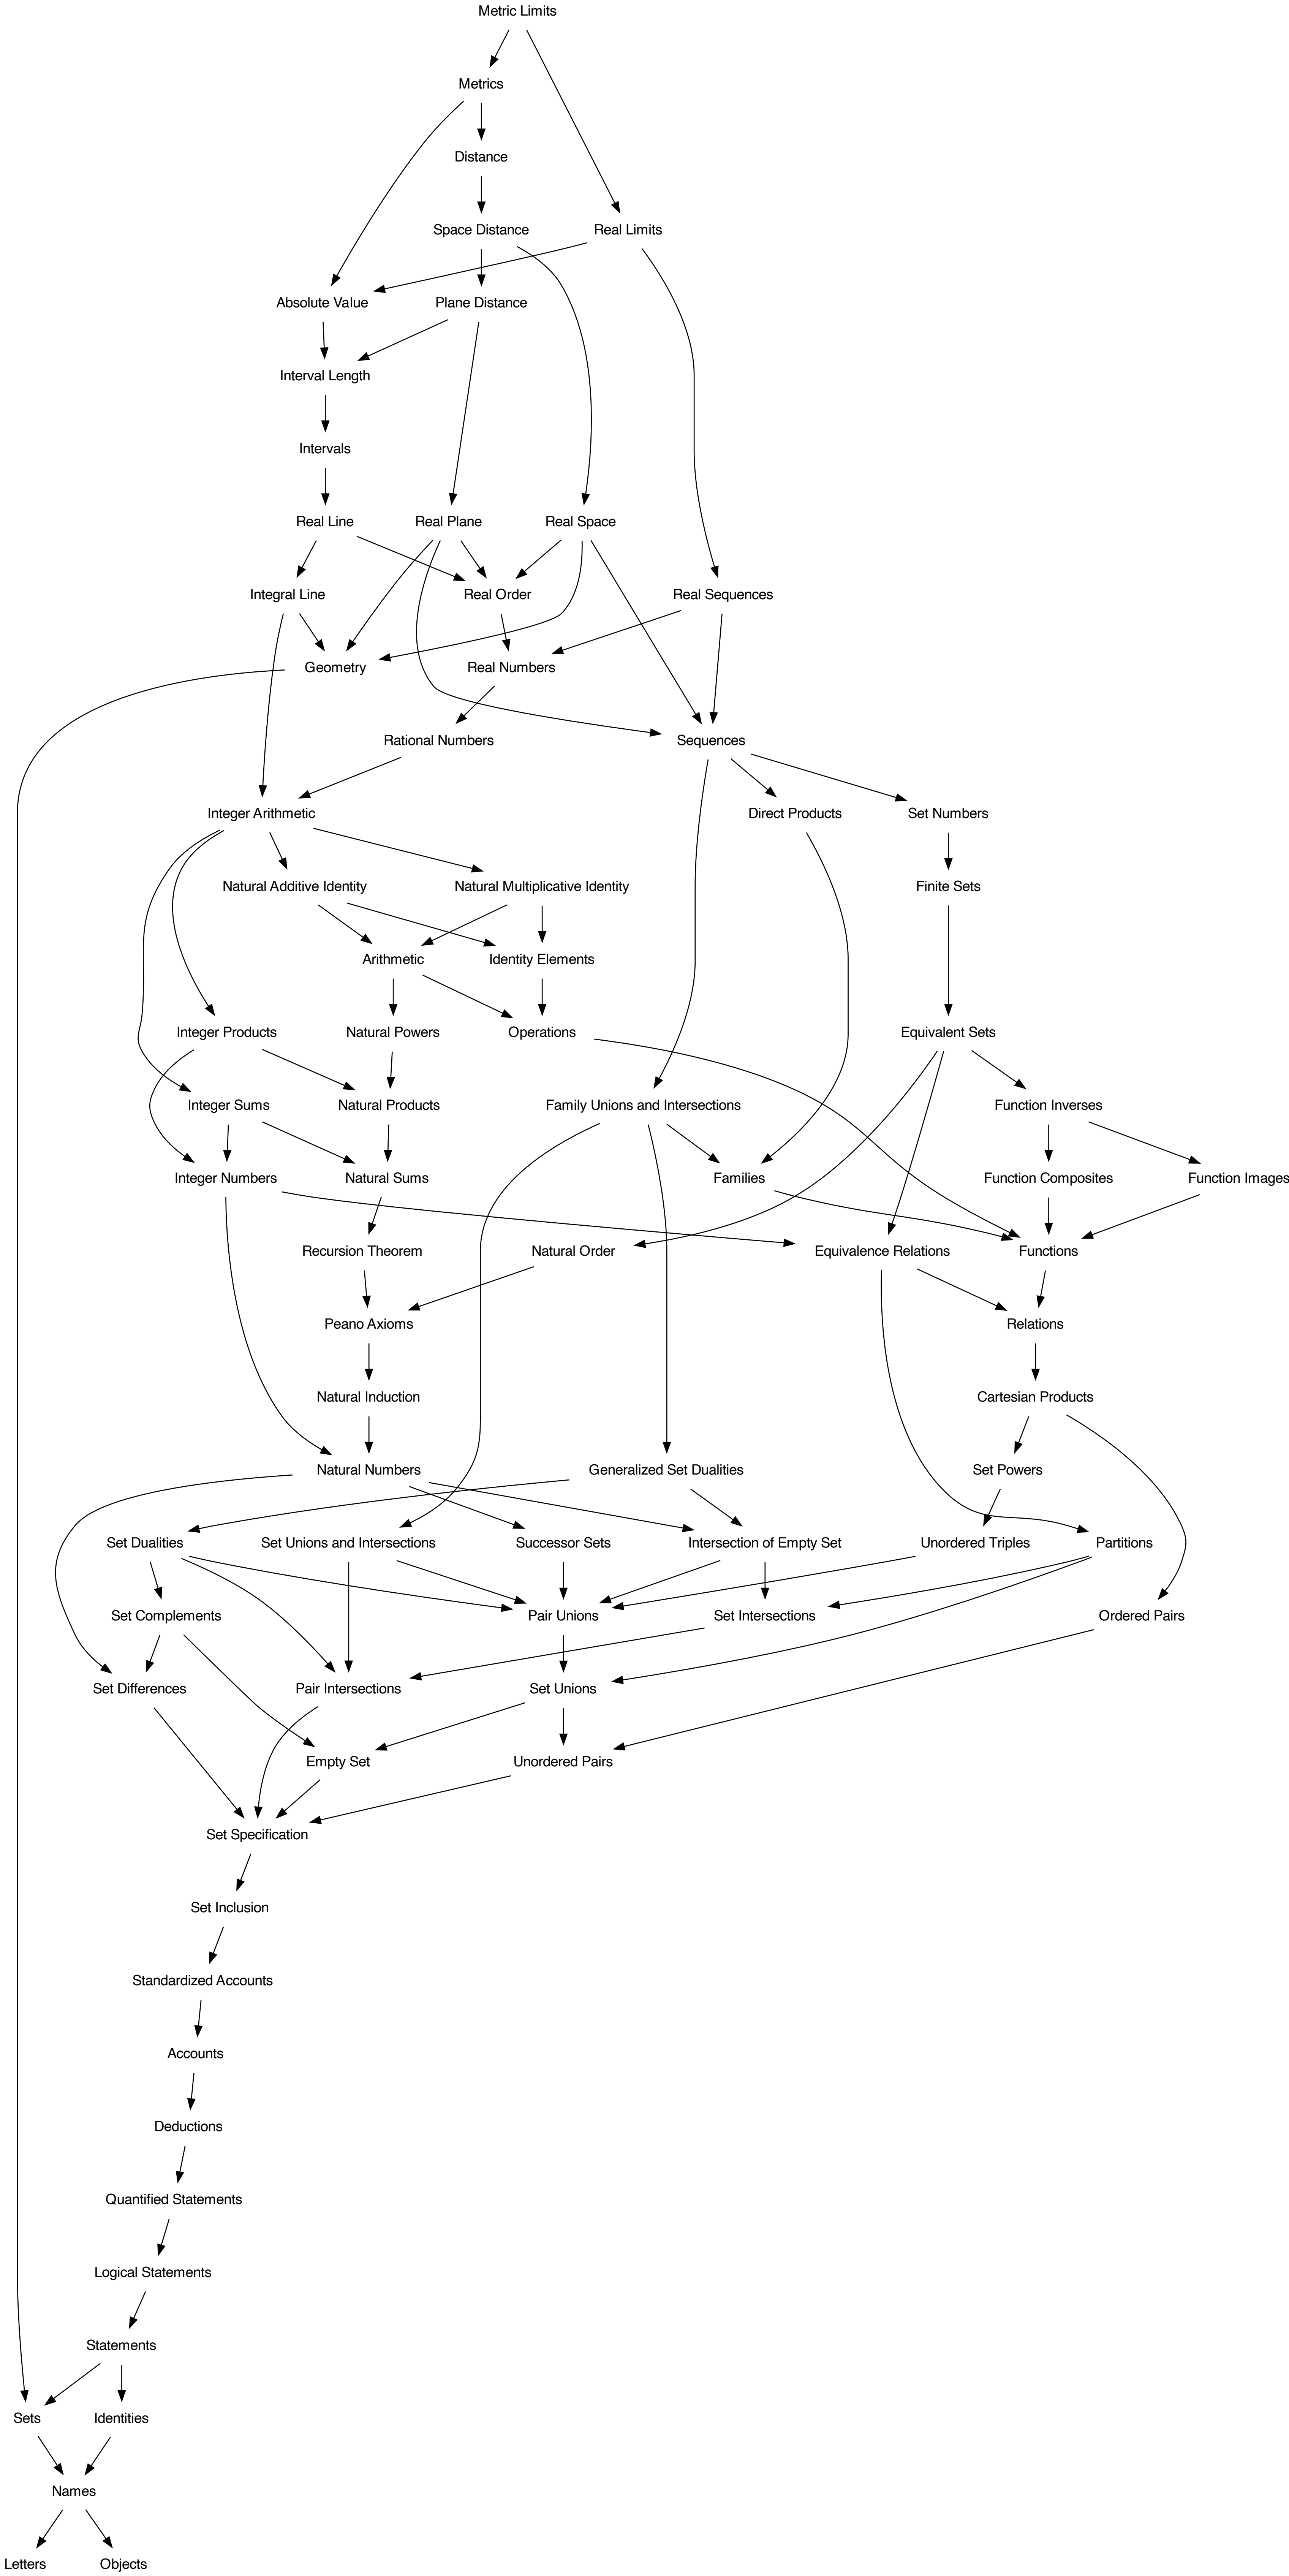 Metric Limits
Metrics
Distance
Space Distance
Real Limits
Absolute Value
Plane Distance
Interval Length
Intervals
Real Line
Real Plane
Real Space
Integral Line
Real Order
Real Sequences
Geometry
Real Numbers
Rational Numbers
Sequences
Integer Arithmetic
Direct Products
Set Numbers
Natural Additive Identity
Natural Multiplicative Identity
Finite Sets
Arithmetic
Identity Elements
Integer Products
Natural Powers
Operations
Equivalent Sets
Integer Sums
Natural Products
Family Unions and Intersections
Function Inverses
Integer Numbers
Natural Sums
Families
Function Composites
Function Images
Recursion Theorem
Natural Order
Equivalence Relations
Functions
Peano Axioms
Relations
Natural Induction
Cartesian Products
Natural Numbers
Generalized Set Dualities
Set Powers
Set Dualities
Set Unions and Intersections
Successor Sets
Intersection of Empty Set
Unordered Triples
Partitions
Set Complements
Pair Unions
Set Intersections
Ordered Pairs
Set Differences
Pair Intersections
Set Unions
Empty Set
Unordered Pairs
Set Specification
Set Inclusion
Standardized Accounts
Accounts
Deductions
Quantified Statements
Logical Statements
Statements
Sets
Identities
Names
Letters
Objects